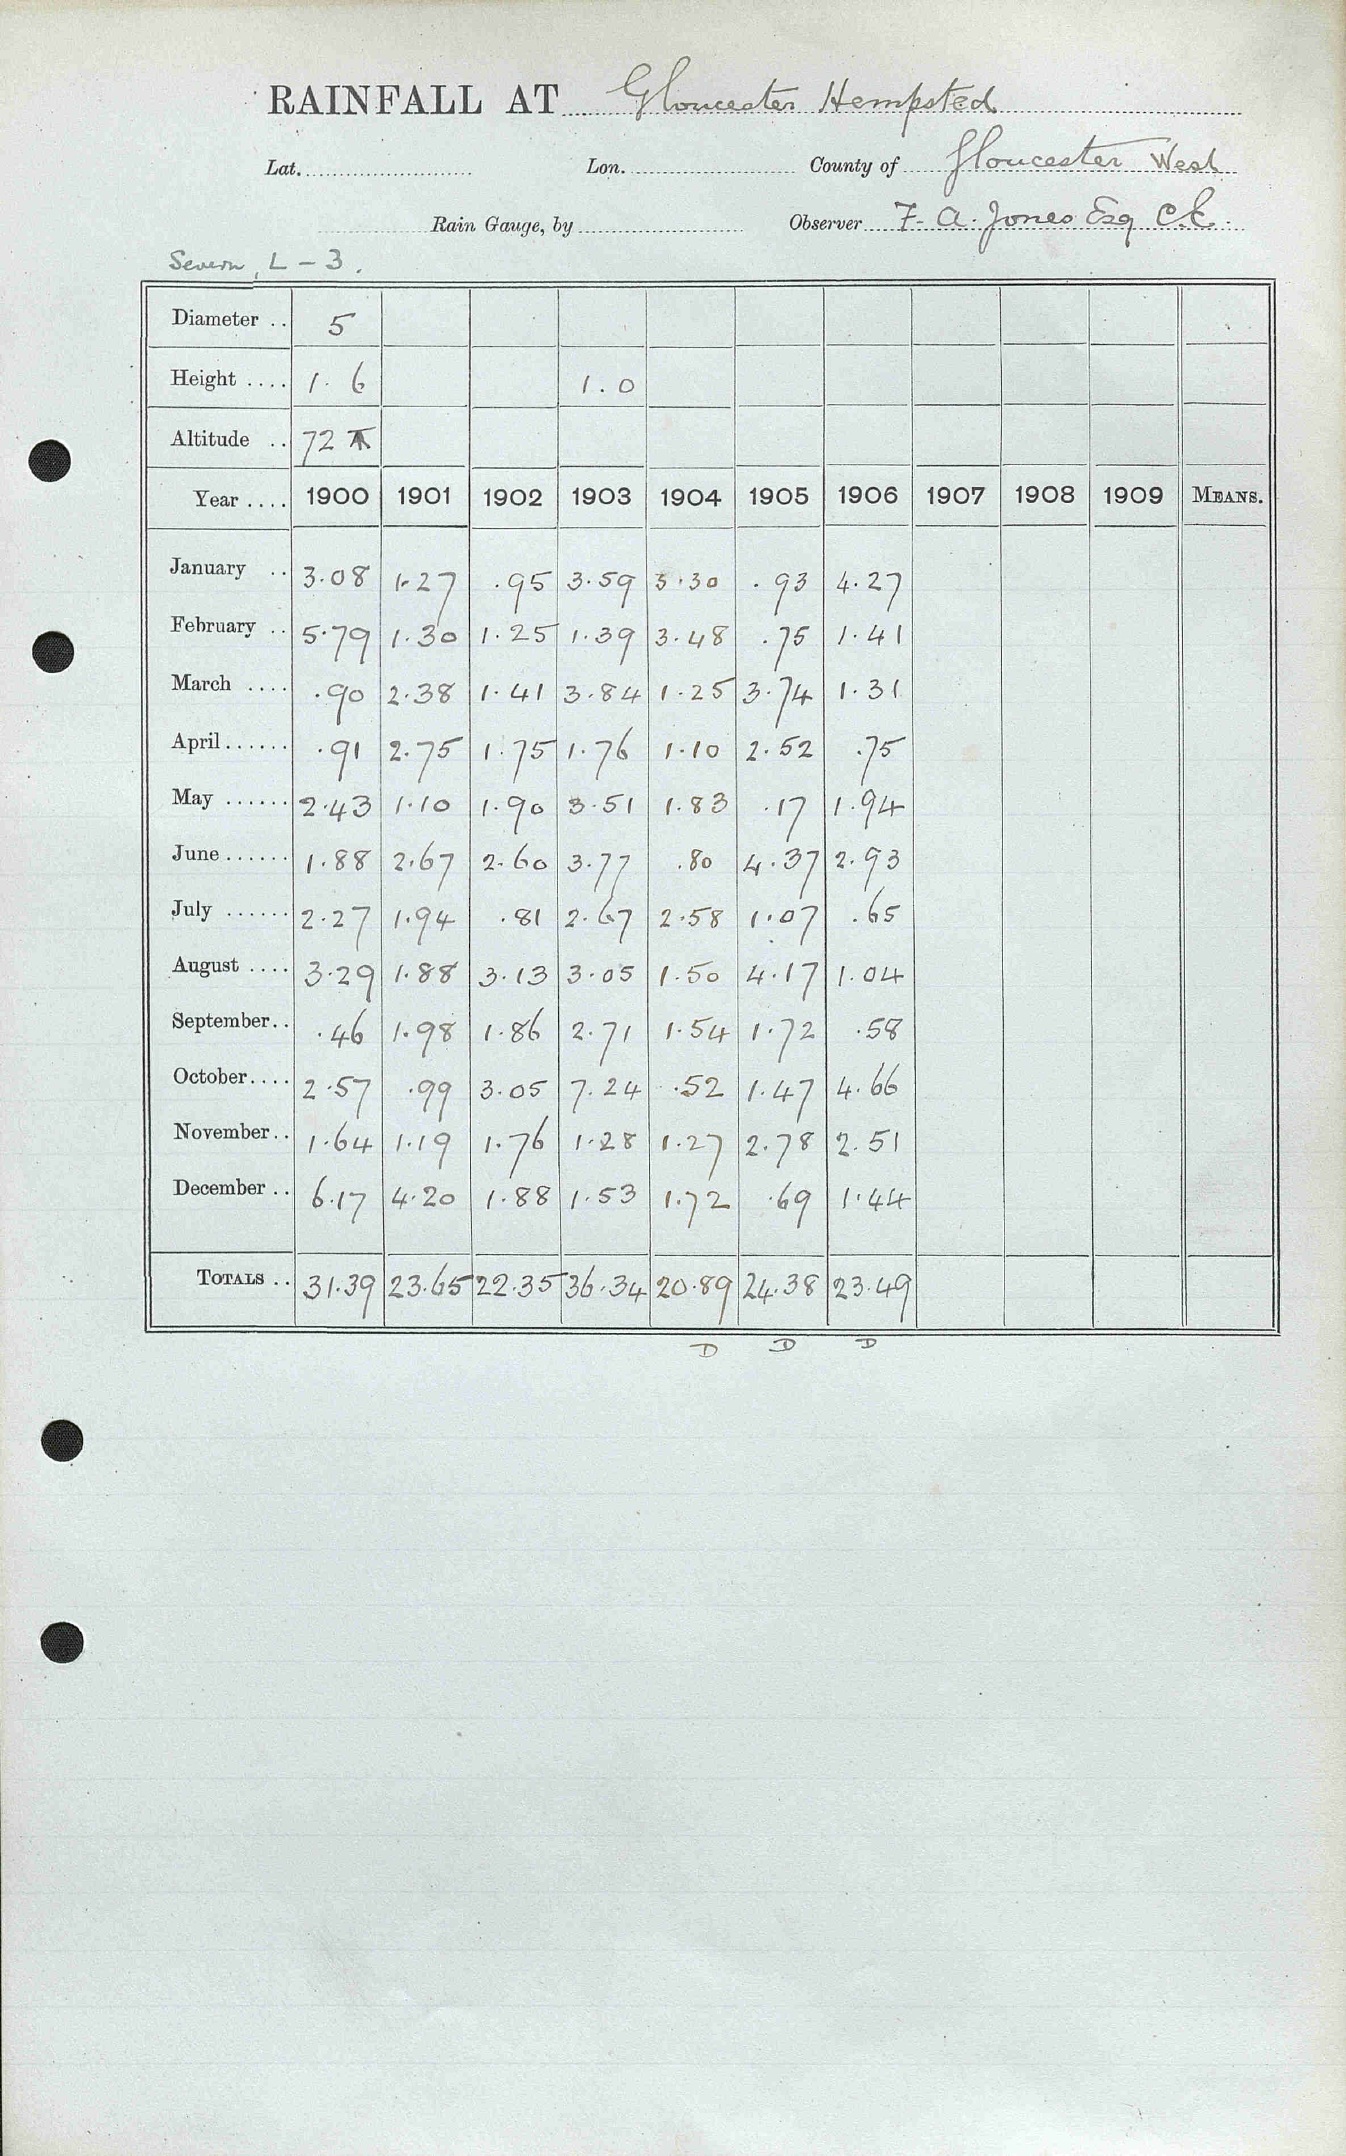 RAINFALL AT Gloucester Hempsted
Lat. Lon. County of Gloucester West
Rain Gauge, by Observer F. A. Jones Esq C.E.
Severn, L - 3.
Diameter .. 5
Height .... 1. 6 1. 0
Altitude .. 72
Year .... 1900 1901 1902 1903 1904 1905 1906 1907 1908 1909 MEANS.
January .. 3.08 1.27 .95 3.59 3.30 .93 4.27
February .. 5.79 1.30 1.25 1.39 3.48 .75 1.41
March .... .90 2.38 1.41 3.84 1.25 3.74 1.31
April...... .91 2.75 1.75 1.76 1.10 2.52 .75
May ...... 2.43 1.10 1.90 3.51 1.83 .17 1.94
June...... 1.88 2.67 2.60 3.77 .80 4.37 2.93
July ...... 2.27 1.94 .81 2.67 2.58 1.07 .65
August .... 3.29 1.88 3.13 3.05 1.50 4.17 1.04
September.. .46 1.98 1.86 2.71 1.54 1.72 .58
October.... 2.57 .99 3.05 7.24 .52 1.47 4.66
November.. 1.64 1.19 1.76 1.28 1.27 2.78 2.51
December .. 6.17 4.20 1.88 1.53 1.72 .69 1.44
TOTALS .. 31.39 23.65 22.35 36.34 20.89 24.38 23.49
D D D